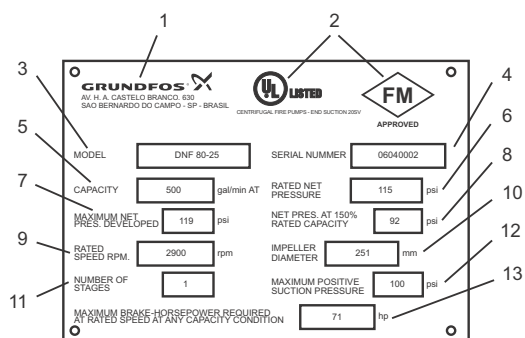 1
2
3
4
5
6
7
8
9
10
11
12
13
GRUNDFOS
AV. H. A. CASTELO BRANCO. 630
SAO BERNARDO DO CAMPO - SP - BRASIL
UL LISTED
CENTRIFUGAL FIRE PUMPS - END SUCTION 20SV
FM
APPROVED
MODEL DNF 80-25
SERIAL NUMMER 06040002
CAPACITY 500 gal/min AT
RATED NET
PRESSURE 115 psi
MAXIMUM NET
PRES. DEVELOPED 119 psi
NET PRES. AT 150%
RATED CAPACITY 92 psi
RATED
SPEED RPM. 2900 rpm
IMPELLER
DIAMETER 251 mm
NUMBER OF
STAGES 1
MAXIMUM POSITIVE
SUCTION PRESSURE 100 psi
MAXIMUM BRAKE-HORSEPOWER REQUIRED
AT RATED SPEED AT ANY CAPACITY CONDITION 71 hp